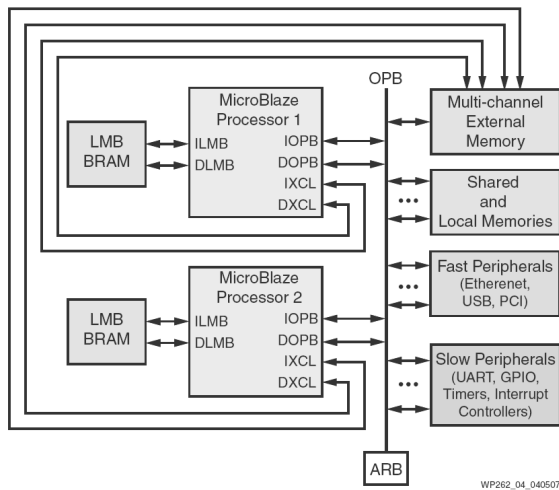 OPB
MicroBlaze
Processor 1
LMB
BRAM
ILMB
DLMB
IOPB
DOPB
IXCL
DXCL
Multi-channel
External
Memory
Shared
and
Local Memories
MicroBlaze
Processor 2
LMB
BRAM
ILMB
DLMB
IOPB
DOPB
IXCL
DXCL
Fast Peripherals
(Etherenet,
USB, PCI)
Slow Peripherals
(UART, GPIO,
Timers, Interrupt
Controllers)
ARB
WP262_04_040507